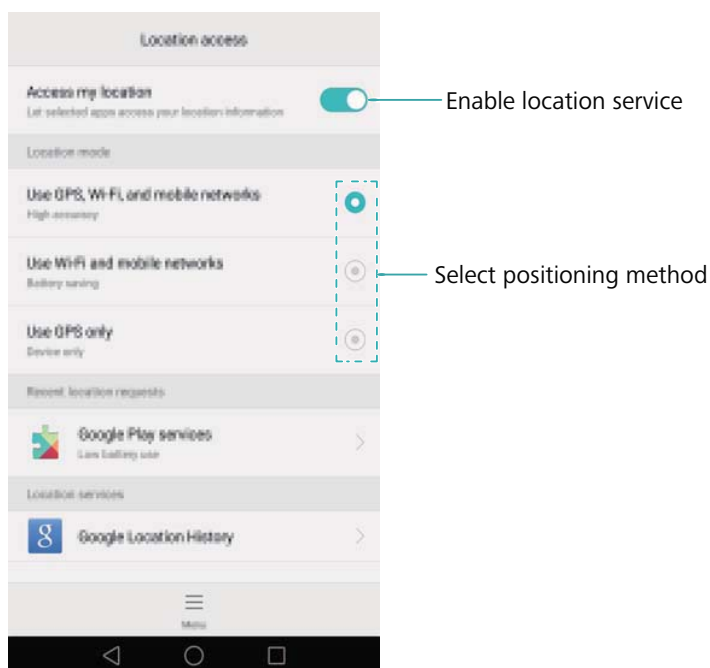 Location access
Access my location
Enable location service
Let selected apps access your location information
Location mode
Use GPS, Wi-Fi, and mobile networks
High accuracy
Use Wi-Fi and mobile networks
Battery saving
Select positioning method
Use GPS only
Device only
Recent location requests
Google Play services
Low battery use
Location services
8
Google Location History
Menu